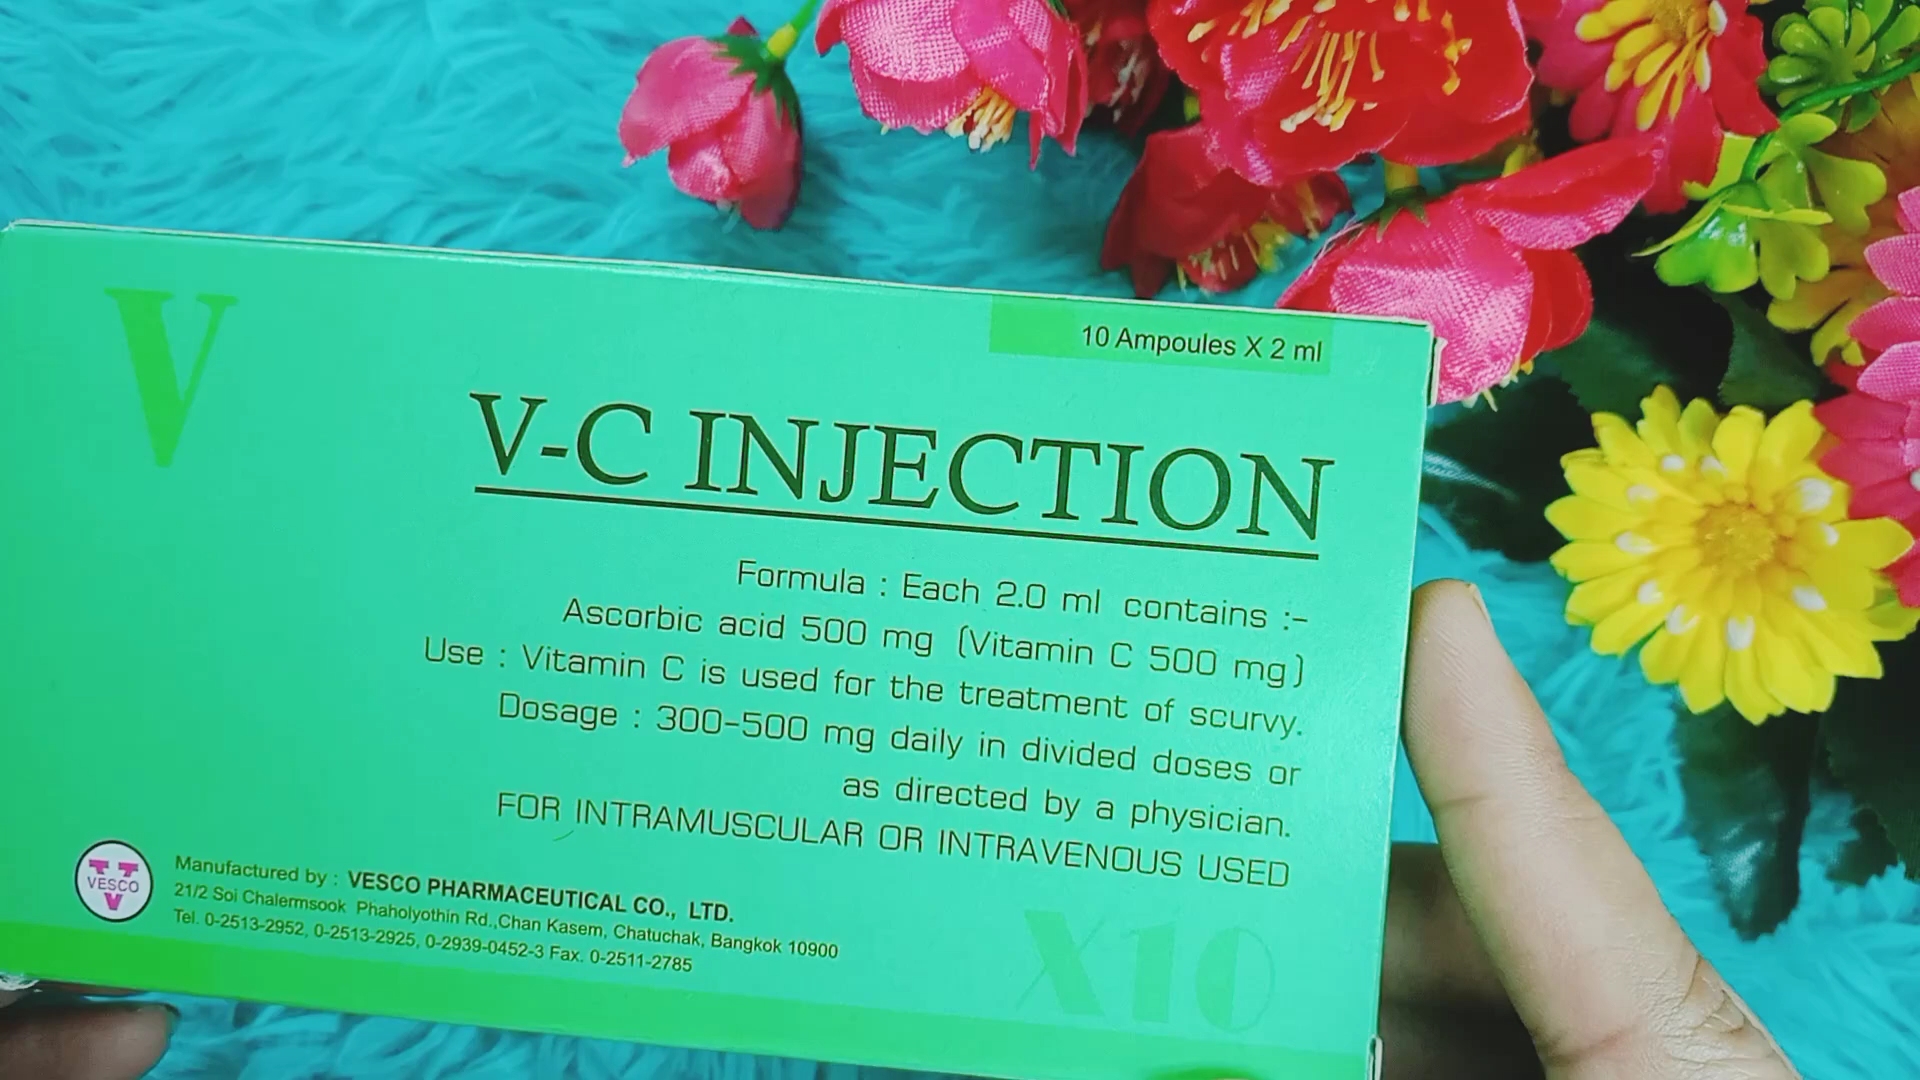 V
10 Ampoules X 2 ml
V-C INJECTION
Formula : Each 2.0 ml contains :-
Ascorbic acid 500 mg (Vitamin C 500 mg)
Use : Vitamin C is used for the treatment of scurvy.
Dosage : 300-500 mg daily in divided doses or
as directed by a physician.
FOR INTRAMUSCULAR OR INTRAVENOUS USED
VESCO
V
Manufactured by : VESCO PHARMACEUTICAL CO., LTD.
21/2 Soi Chalermsook Phaholyothin Rd.,Chan Kasem, Chatuchak, Bangkok 10900
Tel. 0-2513-2952, 0-2513-2925, 0-2939-0452-3 Fax. 0-2511-2785
X10